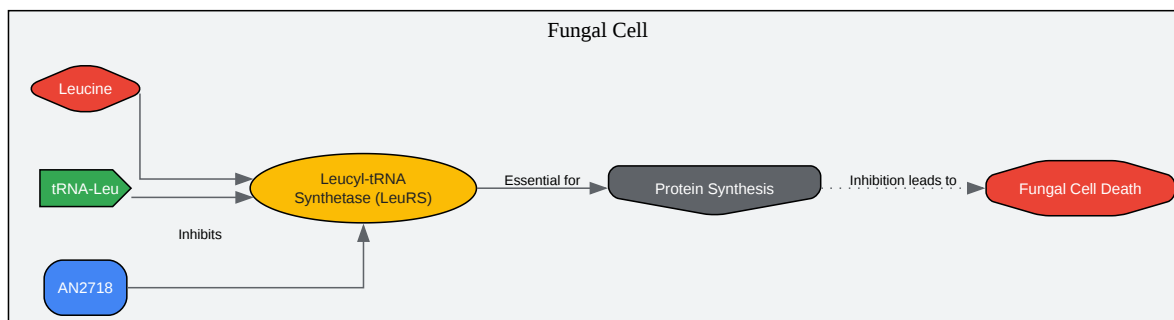 Fungal Cell
Leucine
tRNA-Leu
Leucyl-tRNA
Synthetase (LeuRS)
Essential for
Protein Synthesis
Inhibition leads to
Fungal Cell Death
Inhibits
AN2718